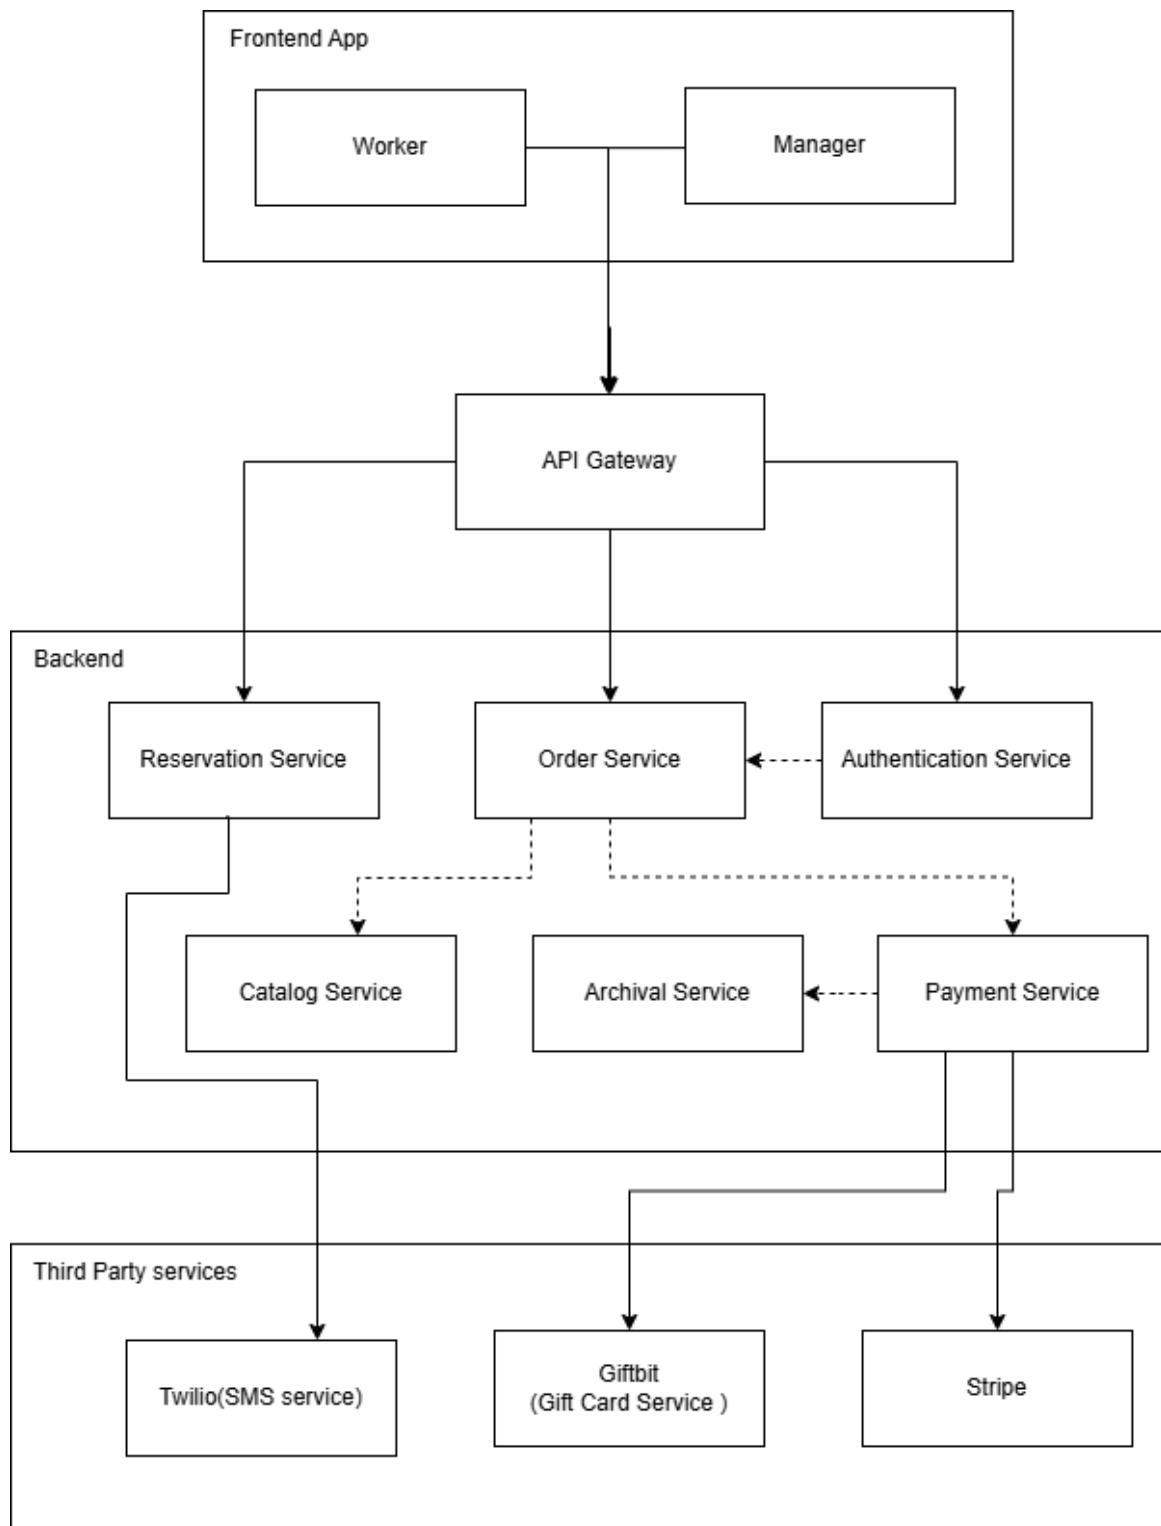 Frontend App
Worker
Manager
API Gateway
Backend
Reservation Service
Order Service
Authentication Service
Catalog Service
Archival Service
Payment Service
Third Party services
Twilio(SMS service)
Giftbit
(Gift Card Service )
Stripe